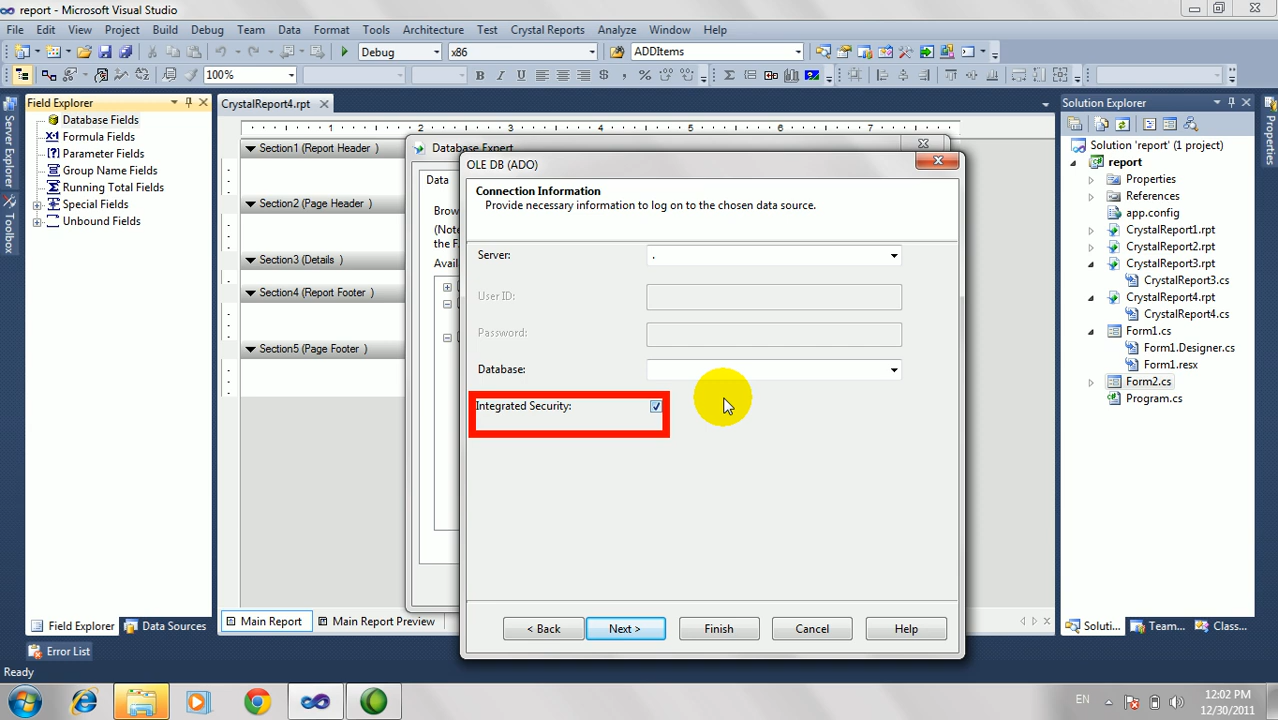 report - Microsoft Visual Studio
File Edit View Project Build Debug Team Data Format Tools Architecture Test Crystal Reports Analyze Window Help
Debug x86 ADDItems
100%
Field Explorer
Database Fields
Formula Fields
Parameter Fields
Group Name Fields
Running Total Fields
Special Fields
Unbound Fields
Server Explorer
Toolbox
CrystalReport4.rpt
1 2 3 4 5 6 7
Section1 (Report Header )
Section2 (Page Header )
Section3 (Details )
Section4 (Report Footer )
Section5 (Page Footer )
Database Expert
Data
Brow
(Note
the F
Availa
OLE DB (ADO)
Connection Information
Provide necessary information to log on to the chosen data source.
Server: .
User ID:
Password:
Database:
Integrated Security:
< Back Next > Finish Cancel Help
Solution Explorer
Solution 'report' (1 project)
report
Properties
References
app.config
CrystalReport1.rpt
CrystalReport2.rpt
CrystalReport3.rpt
CrystalReport3.cs
CrystalReport4.rpt
CrystalReport4.cs
Form1.cs
Form1.Designer.cs
Form1.resx
Form2.cs
Program.cs
Properties
Field Explorer Data Sources
Main Report Main Report Preview
Soluti... Team... Class...
Error List
Ready
EN
12:02 PM
12/30/2011